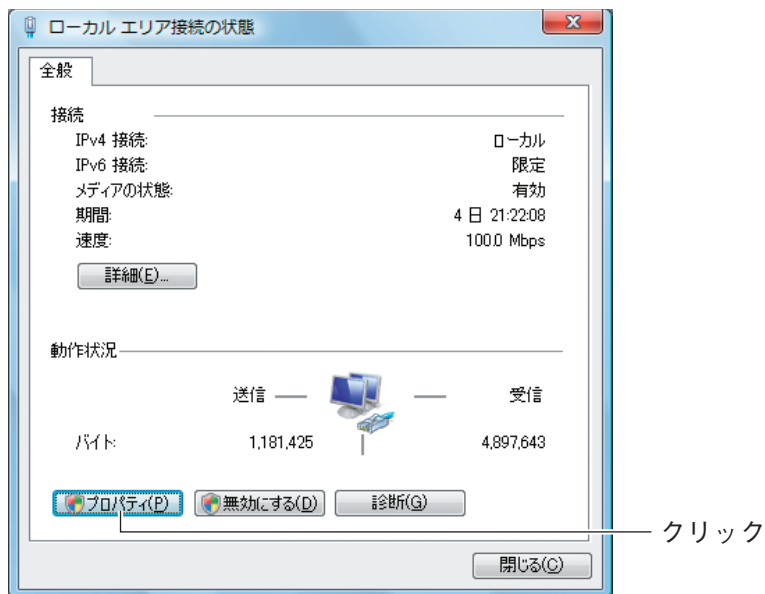 ローカル エリア接続の状態
全般
接続
IPv4 接続: ローカル
IPv6 接続: 限定
メディアの状態: 有効
期間: 4 日 21:22:08
速度: 100.0 Mbps
詳細(E)...
動作状況
送信 受信
バイト: 1,181,425 4,897,643
プロパティ(P) 無効にする(D) 診断(G)
クリック
閉じる(C)